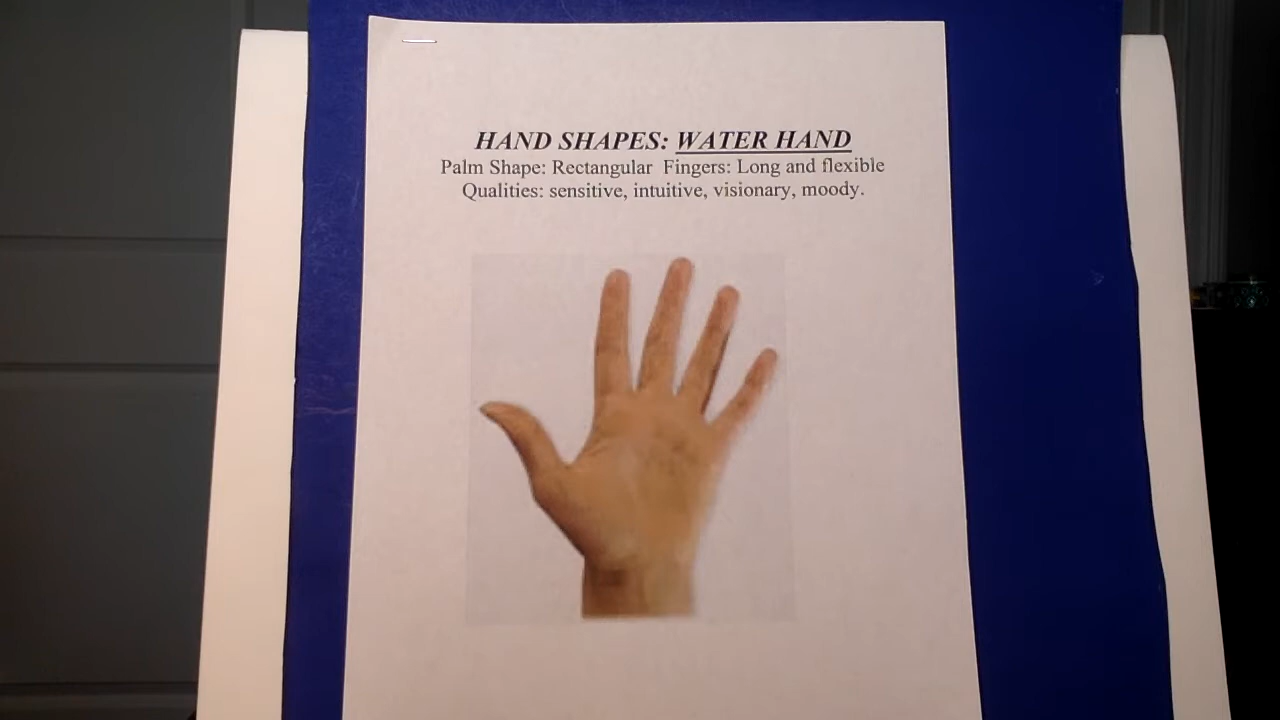 HAND SHAPES: WATER HAND
Palm Shape: Rectangular  Fingers: Long and flexible
Qualities: sensitive, intuitive, visionary, moody.